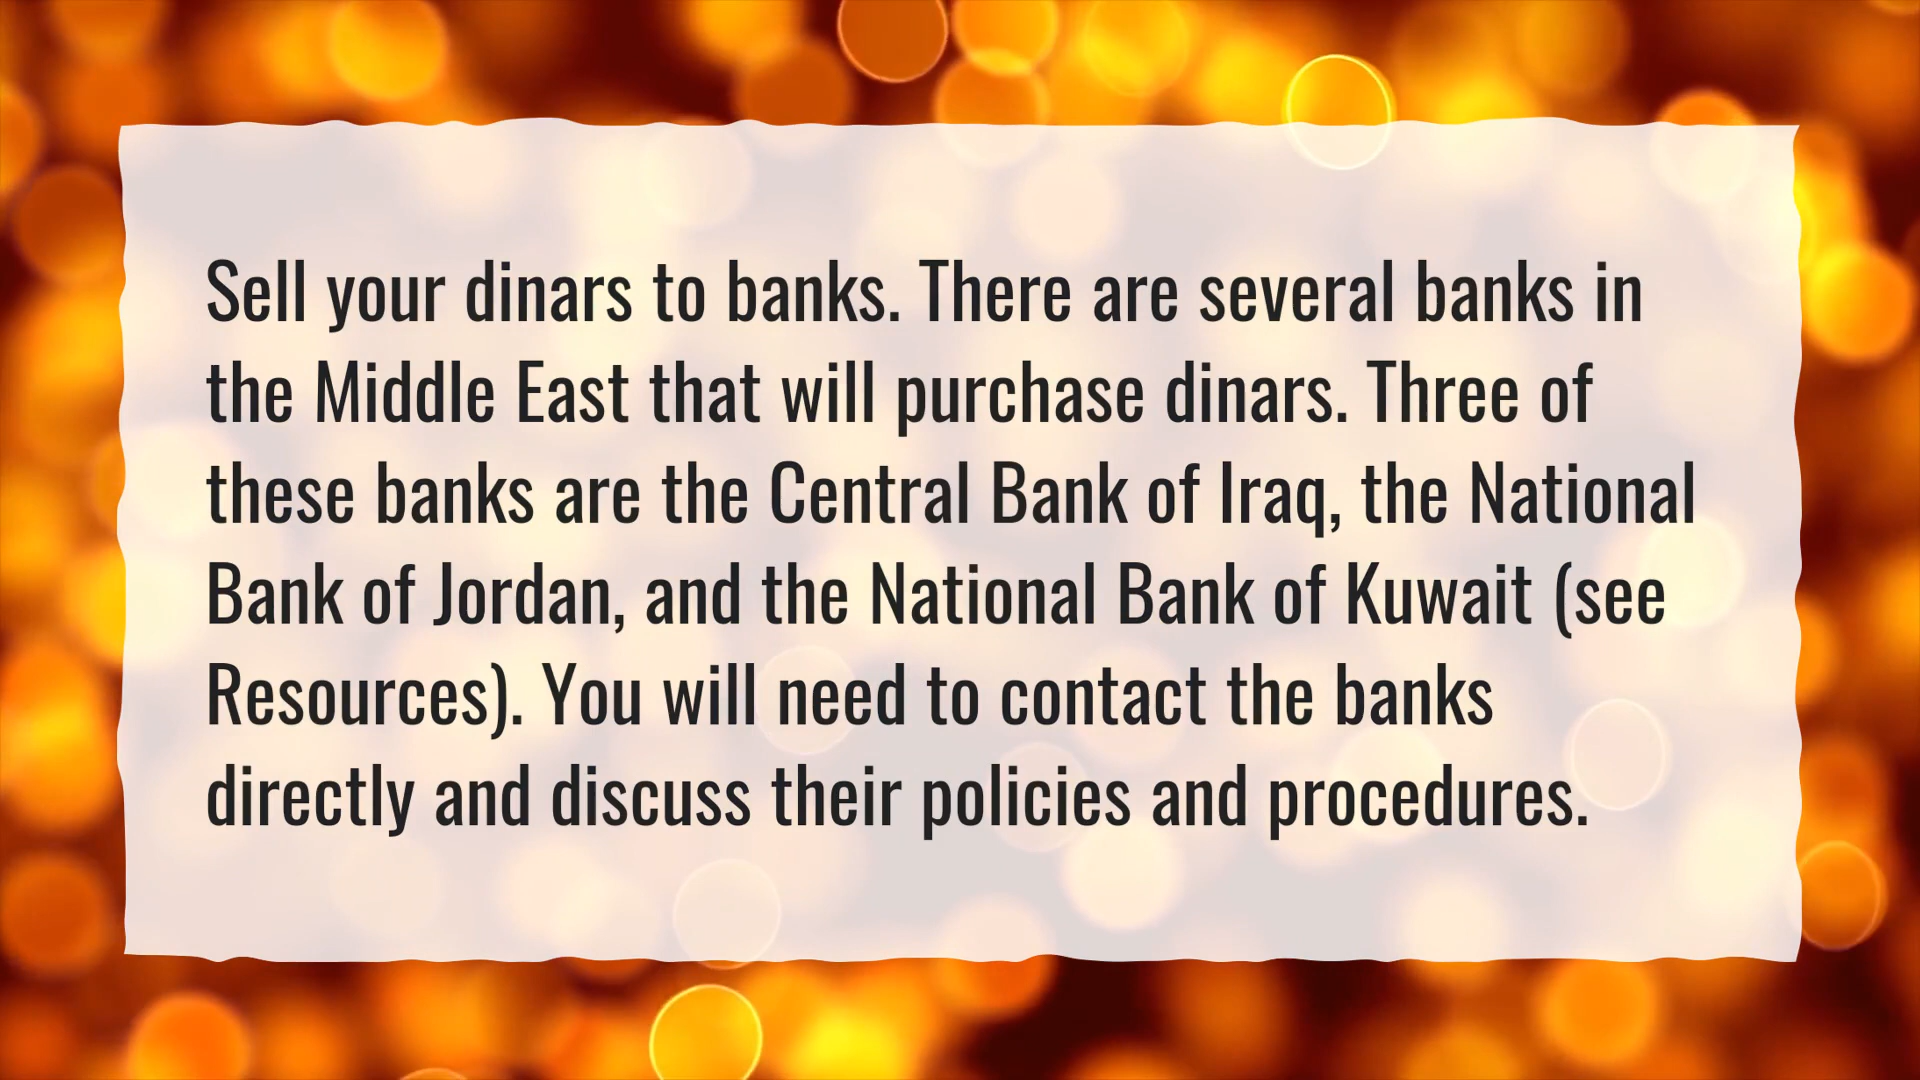 Sell your dinars to banks. There are several banks in
the Middle East that will purchase dinars. Three of
these banks are the Central Bank of Iraq, the National
Bank of Jordan, and the National Bank of Kuwait (see
Resources). You will need to contact the banks
directly and discuss their policies and procedures.